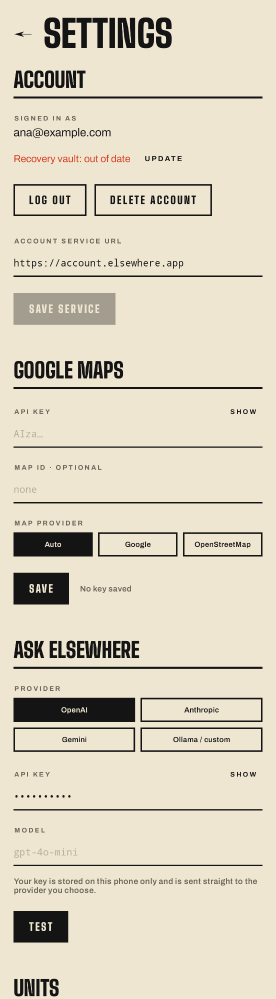 ← SETTINGS
ACCOUNT
SIGNED IN AS
ana@example.com
Recovery vault: out of date UPDATE
LOG OUT DELETE ACCOUNT
ACCOUNT SERVICE URL
https://account.elsewhere.app
SAVE SERVICE
GOOGLE MAPS
API KEY SHOW
AIza…
MAP ID · OPTIONAL
none
MAP PROVIDER
Auto Google OpenStreetMap
SAVE No key saved
ASK ELSEWHERE
PROVIDER
OpenAI Anthropic
Gemini Ollama / custom
API KEY SHOW
••••••••••
MODEL
gpt-4o-mini
Your key is stored on this phone only and is sent straight to the
provider you choose.
TEST
UNITS